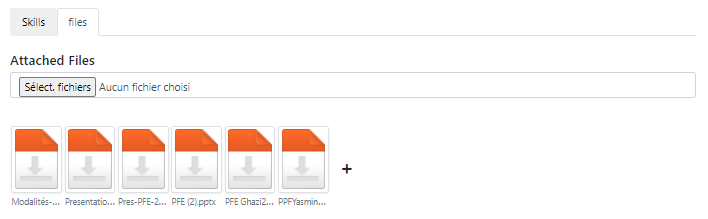 Skills files
Attached Files
Sélect. fichiers Aucun fichier choisi
+
Modalités-... Presentatio... Pres-PFE-2... PFE (2).pptx PFE Ghazi2... PPFYasmin...